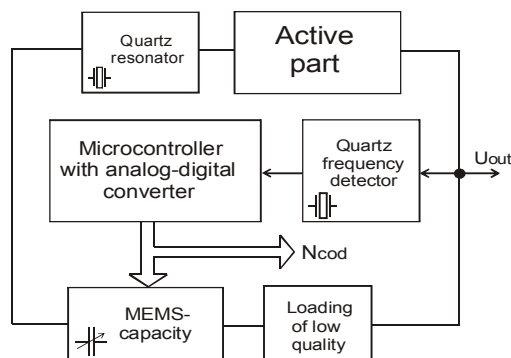 Quartz
resonator
Active
part
Microcontroller
with analog-digital
converter
Quartz
frequency
detector
Uout
Ncod
MEMS-
capacity
Loading
of low
quality